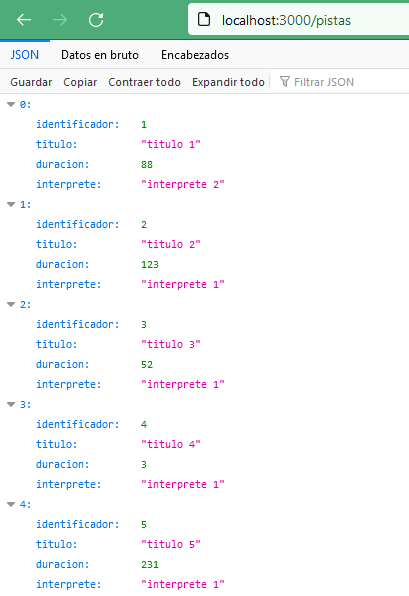 localhost:3000/pistas
JSON Datos en bruto Encabezados
Guardar Copiar Contraer todo Expandir todo Filtrar JSON
0:
identificador: 1
titulo: "titulo 1"
duracion: 88
interprete: "interprete 2"
1:
identificador: 2
titulo: "titulo 2"
duracion: 123
interprete: "interprete 1"
2:
identificador: 3
titulo: "titulo 3"
duracion: 52
interprete: "interprete 1"
3:
identificador: 4
titulo: "titulo 4"
duracion: 3
interprete: "interprete 1"
4:
identificador: 5
titulo: "titulo 5"
duracion: 231
interprete: "interprete 1"